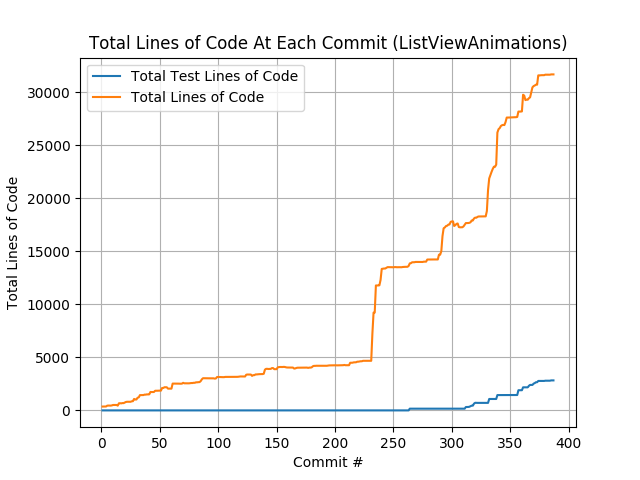 Total Lines of Code At Each Commit (ListViewAnimations)
Total Test Lines of Code
Total Lines of Code
Total Lines of Code
30000
25000
20000
15000
10000
5000
0
0 50 100 150 200 250 300 350 400
Commit #